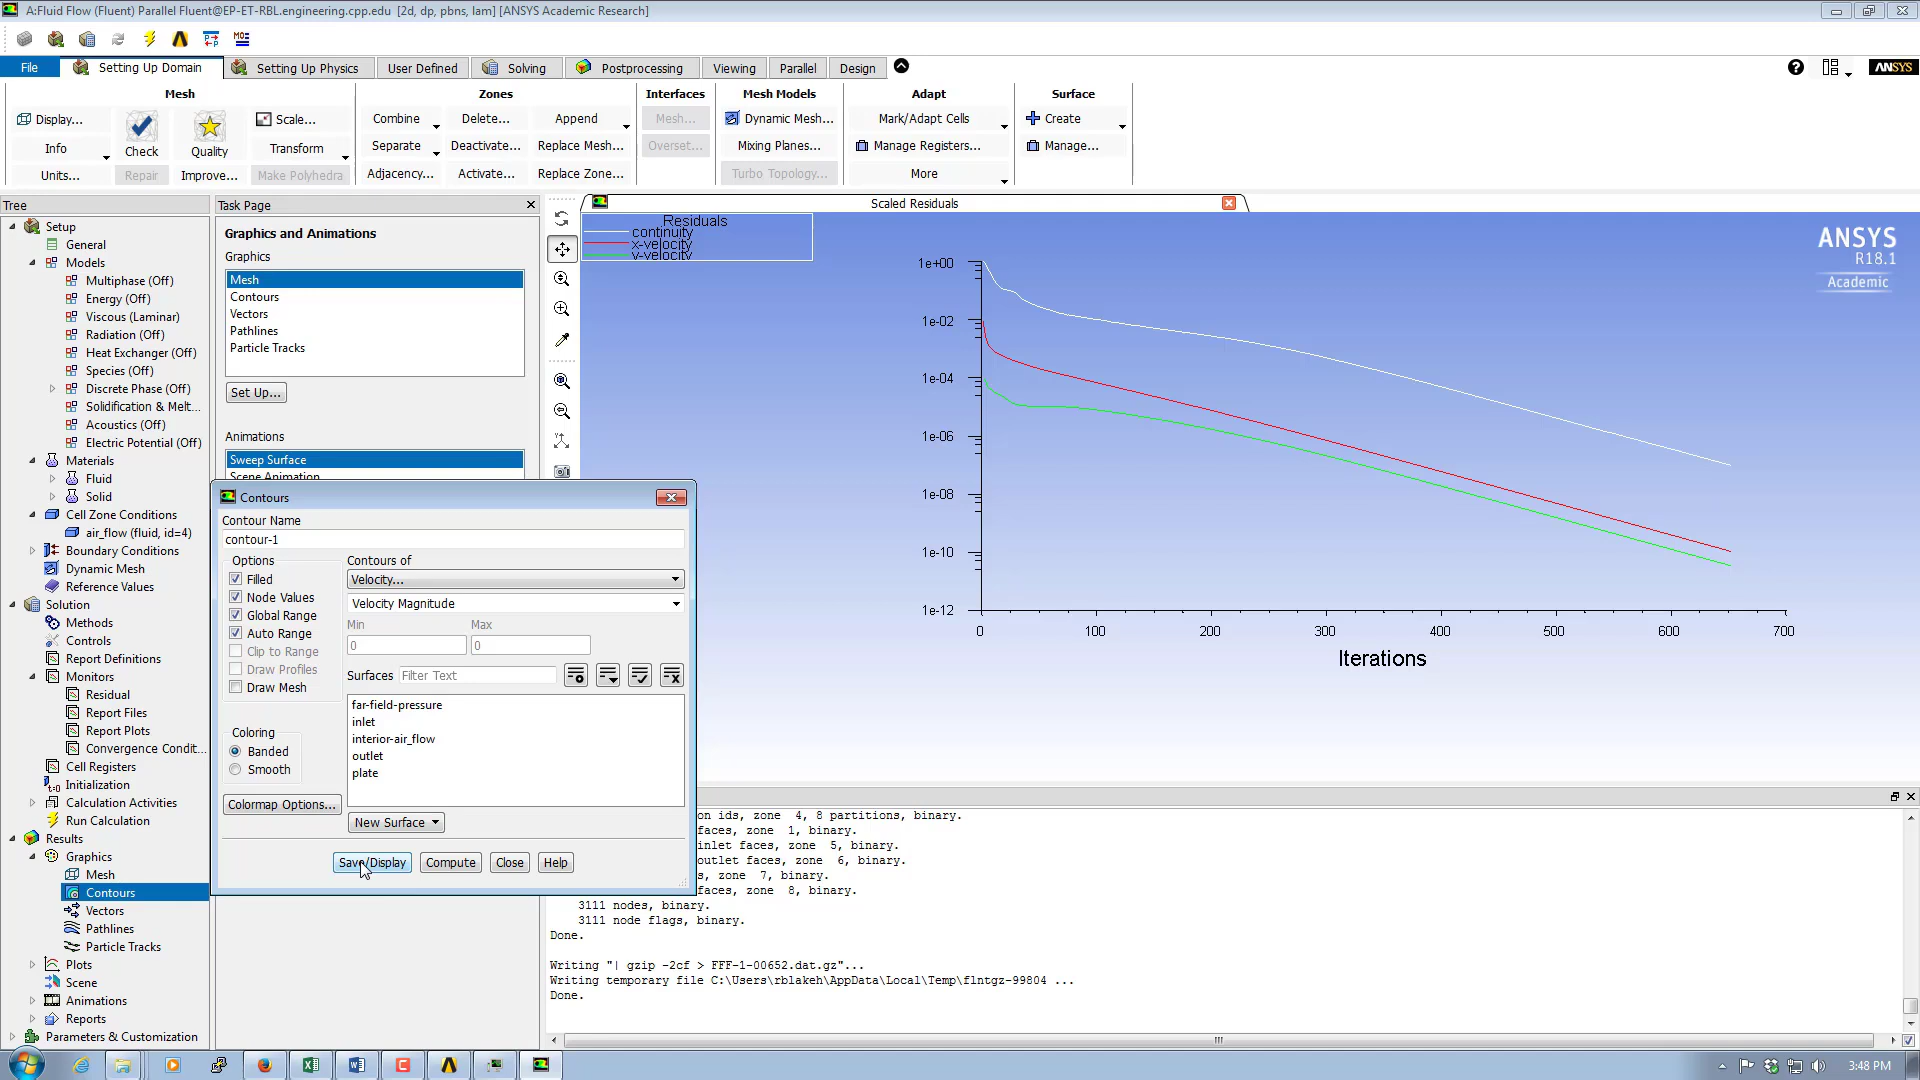 A:Fluid Flow (Fluent) Parallel Fluent@EP-ET-RBL.engineering.cpp.edu [2d, dp, pbns, lam] [ANSYS Academic Research]
File
Setting Up Domain
Setting Up Physics
User Defined
Solving
Postprocessing
Viewing
Parallel
Design
ANSYS
Mesh
Zones
Interfaces
Mesh Models
Adapt
Surface
Display...
Scale...
Combine
Delete...
Append
Mesh...
Dynamic Mesh...
Mark/Adapt Cells
Create
Info
Check
Quality
Transform
Separate
Deactivate...
Replace Mesh...
Overset...
Mixing Planes...
Manage Registers...
Manage...
Units...
Repair
Improve...
Make Polyhedra
Adjacency...
Activate...
Replace Zone...
Turbo Topology...
More
Tree
Setup
General
Models
Multiphase (Off)
Energy (Off)
Viscous (Laminar)
Radiation (Off)
Heat Exchanger (Off)
Species (Off)
Discrete Phase (Off)
Solidification & Melt...
Acoustics (Off)
Electric Potential (Off)
Materials
Fluid
Solid
Cell Zone Conditions
air_flow (fluid, id=4)
Boundary Conditions
Dynamic Mesh
Reference Values
Solution
Methods
Controls
Report Definitions
Monitors
Residual
Report Files
Report Plots
Convergence Condit...
Cell Registers
Initialization
Calculation Activities
Run Calculation
Results
Graphics
Mesh
Contours
Vectors
Pathlines
Particle Tracks
Plots
Scene
Animations
Reports
Parameters & Customization
Task Page
Graphics and Animations
Graphics
Mesh
Contours
Vectors
Pathlines
Particle Tracks
Set Up...
Animations
Sweep Surface
Scene Animation
Contours
Contour Name
contour-1
Options
Filled
Node Values
Global Range
Auto Range
Clip to Range
Draw Profiles
Draw Mesh
Coloring
Banded
Smooth
Colormap Options...
Contours of
Velocity...
Velocity Magnitude
Min
Max
0
0
Surfaces
Filter Text
far-field-pressure
inlet
interior-air_flow
outlet
plate
New Surface
Save/Display
Compute
Close
Help
Scaled Residuals
Residuals
continuity
x-velocity
y-velocity
ANSYS
R18.1
Academic
1e+00
1e-02
1e-04
1e-06
1e-08
1e-10
1e-12
0
100
200
300
400
500
600
700
Iterations
on ids, zone 4, 8 partitions, binary.
faces, zone 1, binary.
inlet faces, zone 5, binary.
outlet faces, zone 6, binary.
s, zone 7, binary.
faces, zone 8, binary.
3111 nodes, binary.
3111 node flags, binary.
Done.
Writing "| gzip -2cf > FFF-1-00652.dat.gz"...
Writing temporary file C:\Users\rblakeh\AppData\Local\Temp\flntgz-99804 ...
Done.
3:48 PM